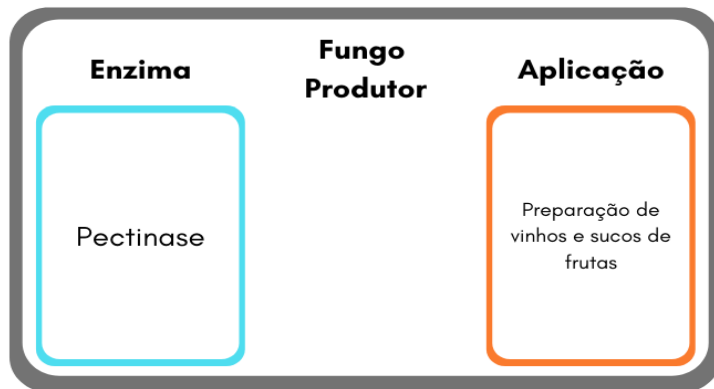 Enzima
Fungo
Produtor
Aplicação
Pectinase
Preparação de
vinhos e sucos de
frutas